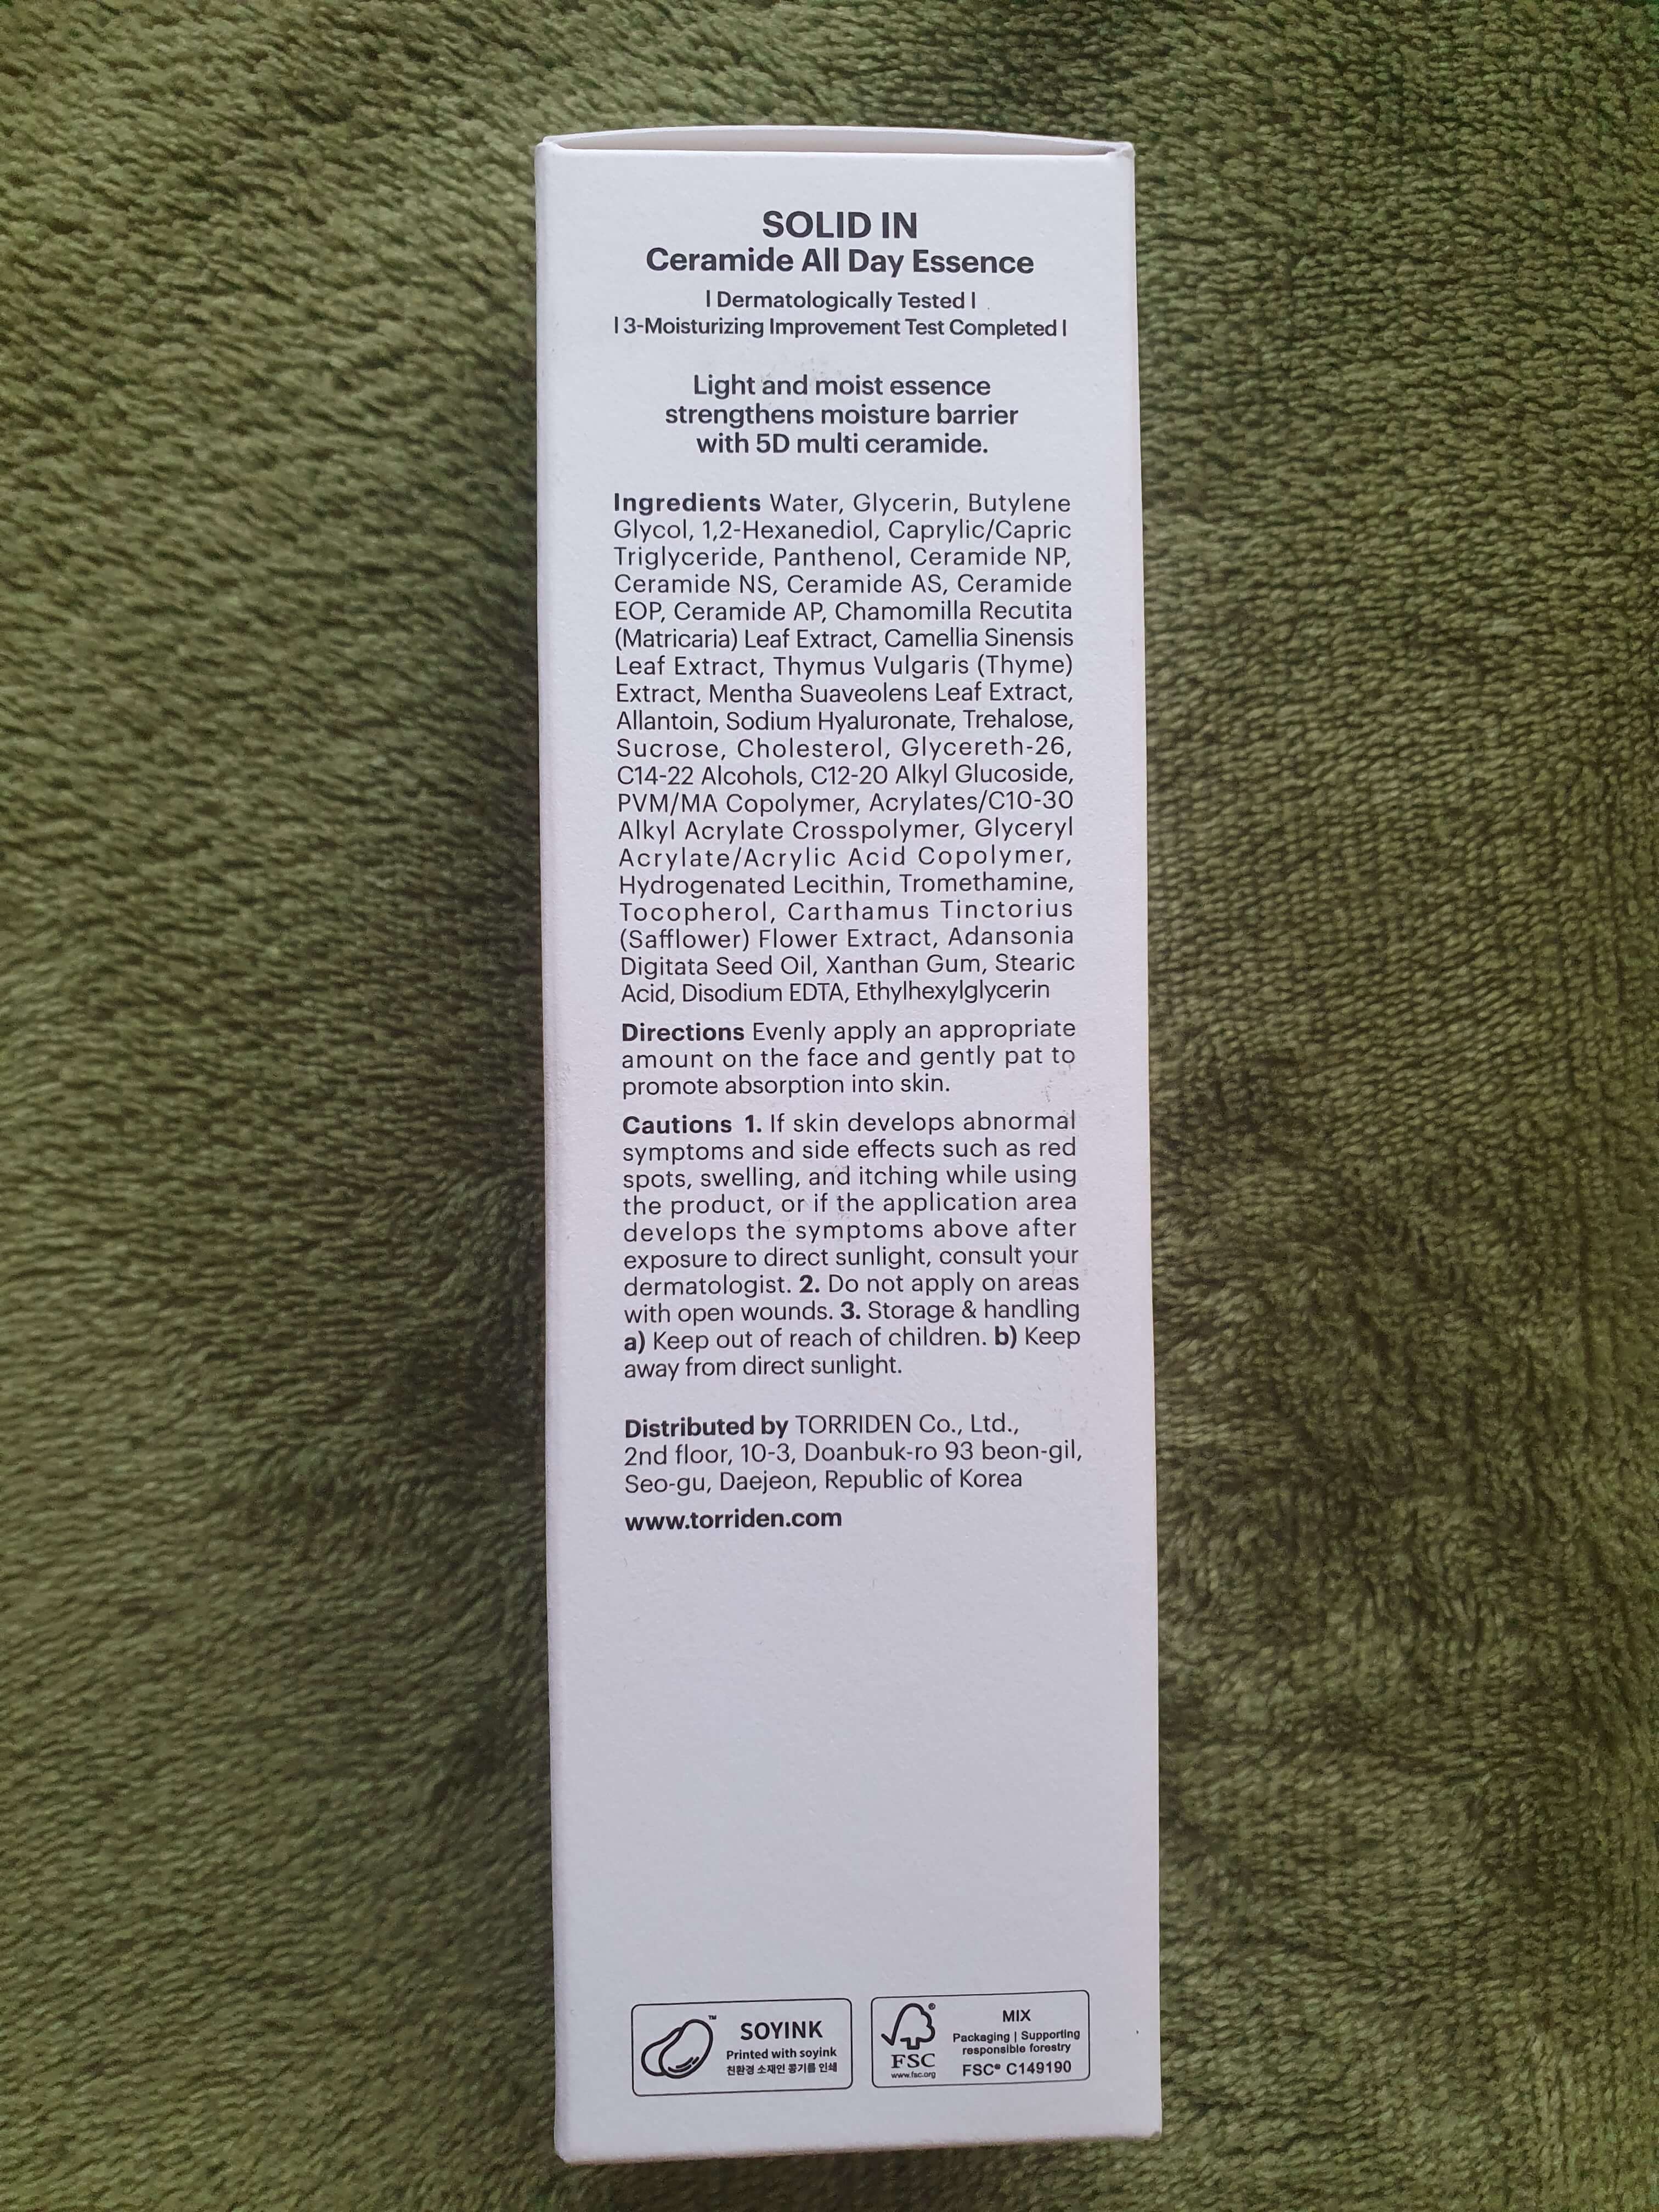 SOLID IN
Ceramide All Day Essence
| Dermatologically Tested |
| 3-Moisturizing Improvement Test Completed |
Light and moist essence
strengthens moisture barrier
with 5D multi ceramide.
Ingredients Water, Glycerin, Butylene
Glycol, 1,2-Hexanediol, Caprylic/Capric
Triglyceride, Panthenol, Ceramide NP,
Ceramide NS, Ceramide AS, Ceramide
EOP, Ceramide AP, Chamomilla Recutita
(Matricaria) Leaf Extract, Camellia Sinensis
Leaf Extract, Thymus Vulgaris (Thyme)
Extract, Mentha Suaveolens Leaf Extract,
Allantoin, Sodium Hyaluronate, Trehalose,
Sucrose, Cholesterol, Glycereth-26,
C14-22 Alcohols, C12-20 Alkyl Glucoside,
PVM/MA Copolymer, Acrylates/C10-30
Alkyl Acrylate Crosspolymer, Glyceryl
Acrylate/Acrylic Acid Copolymer,
Hydrogenated Lecithin, Tromethamine,
Tocopherol, Carthamus Tinctorius
(Safflower) Flower Extract, Adansonia
Digitata Seed Oil, Xanthan Gum, Stearic
Acid, Disodium EDTA, Ethylhexylglycerin
Directions Evenly apply an appropriate
amount on the face and gently pat to
promote absorption into skin.
Cautions 1. If skin develops abnormal
symptoms and side effects such as red
spots, swelling, and itching while using
the product, or if the application area
develops the symptoms above after
exposure to direct sunlight, consult your
dermatologist. 2. Do not apply on areas
with open wounds. 3. Storage & handling
a) Keep out of reach of children. b) Keep
away from direct sunlight.
Distributed by TORRIDEN Co., Ltd.,
2nd floor, 10-3, Doanbuk-ro 93 beon-gil,
Seo-gu, Daejeon, Republic of Korea
www.torriden.com
™
SOYINK
Printed with soyink
친환경 소재인 콩기름 인쇄
®
FSC
www.fsc.org
MIX
Packaging | Supporting
responsible forestry
FSC® C149190